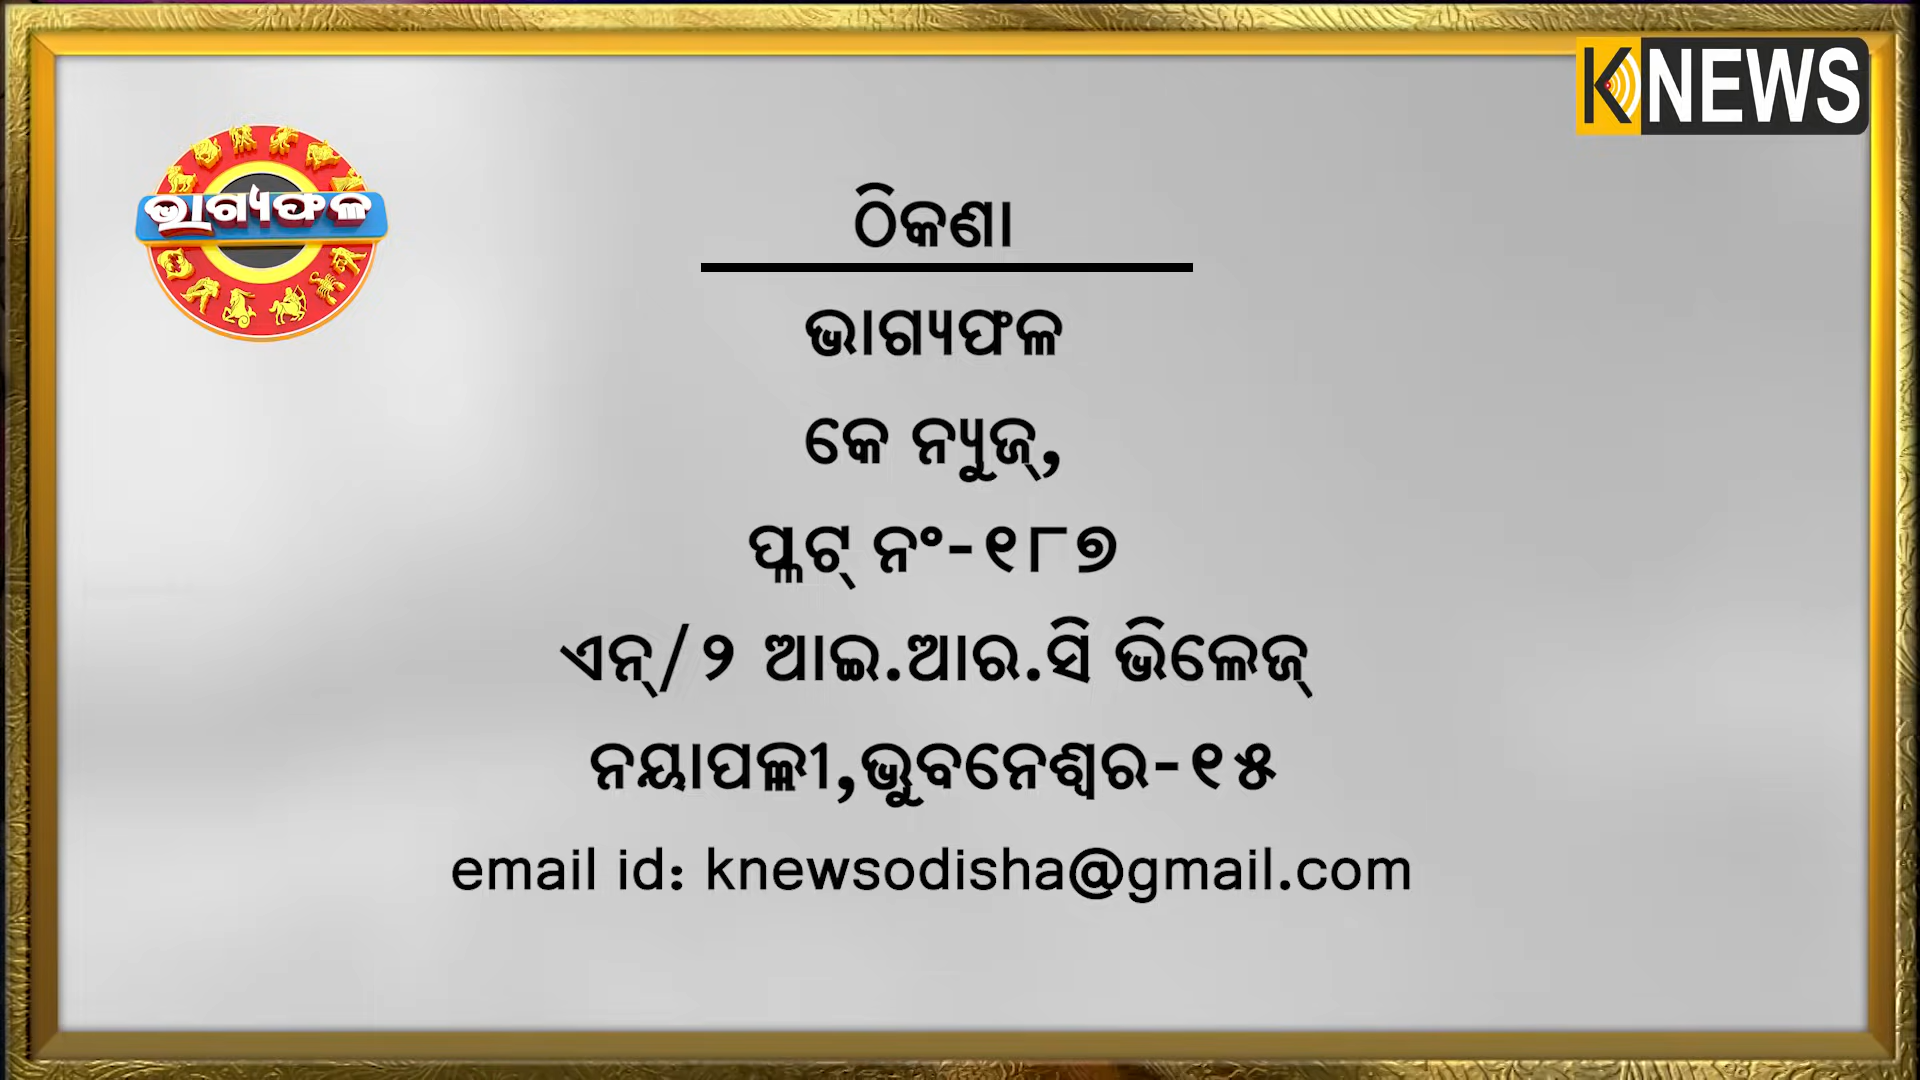 KNEWS
ଭାଗ୍ୟଫଳ
ଠିକଣା
ଭାଗ୍ୟଫଳ
କେ ନ୍ୟୁଜ୍,
ପ୍ଲଟ୍ ନଂ-୧୮୭
ଏନ୍/୨ ଆଇ.ଆର.ସି ଭିଲେଜ୍
ନୟାପଲ୍ଲୀ,ଭୁବନେଶ୍ୱର-୧୫
email id: knewsodisha@gmail.com